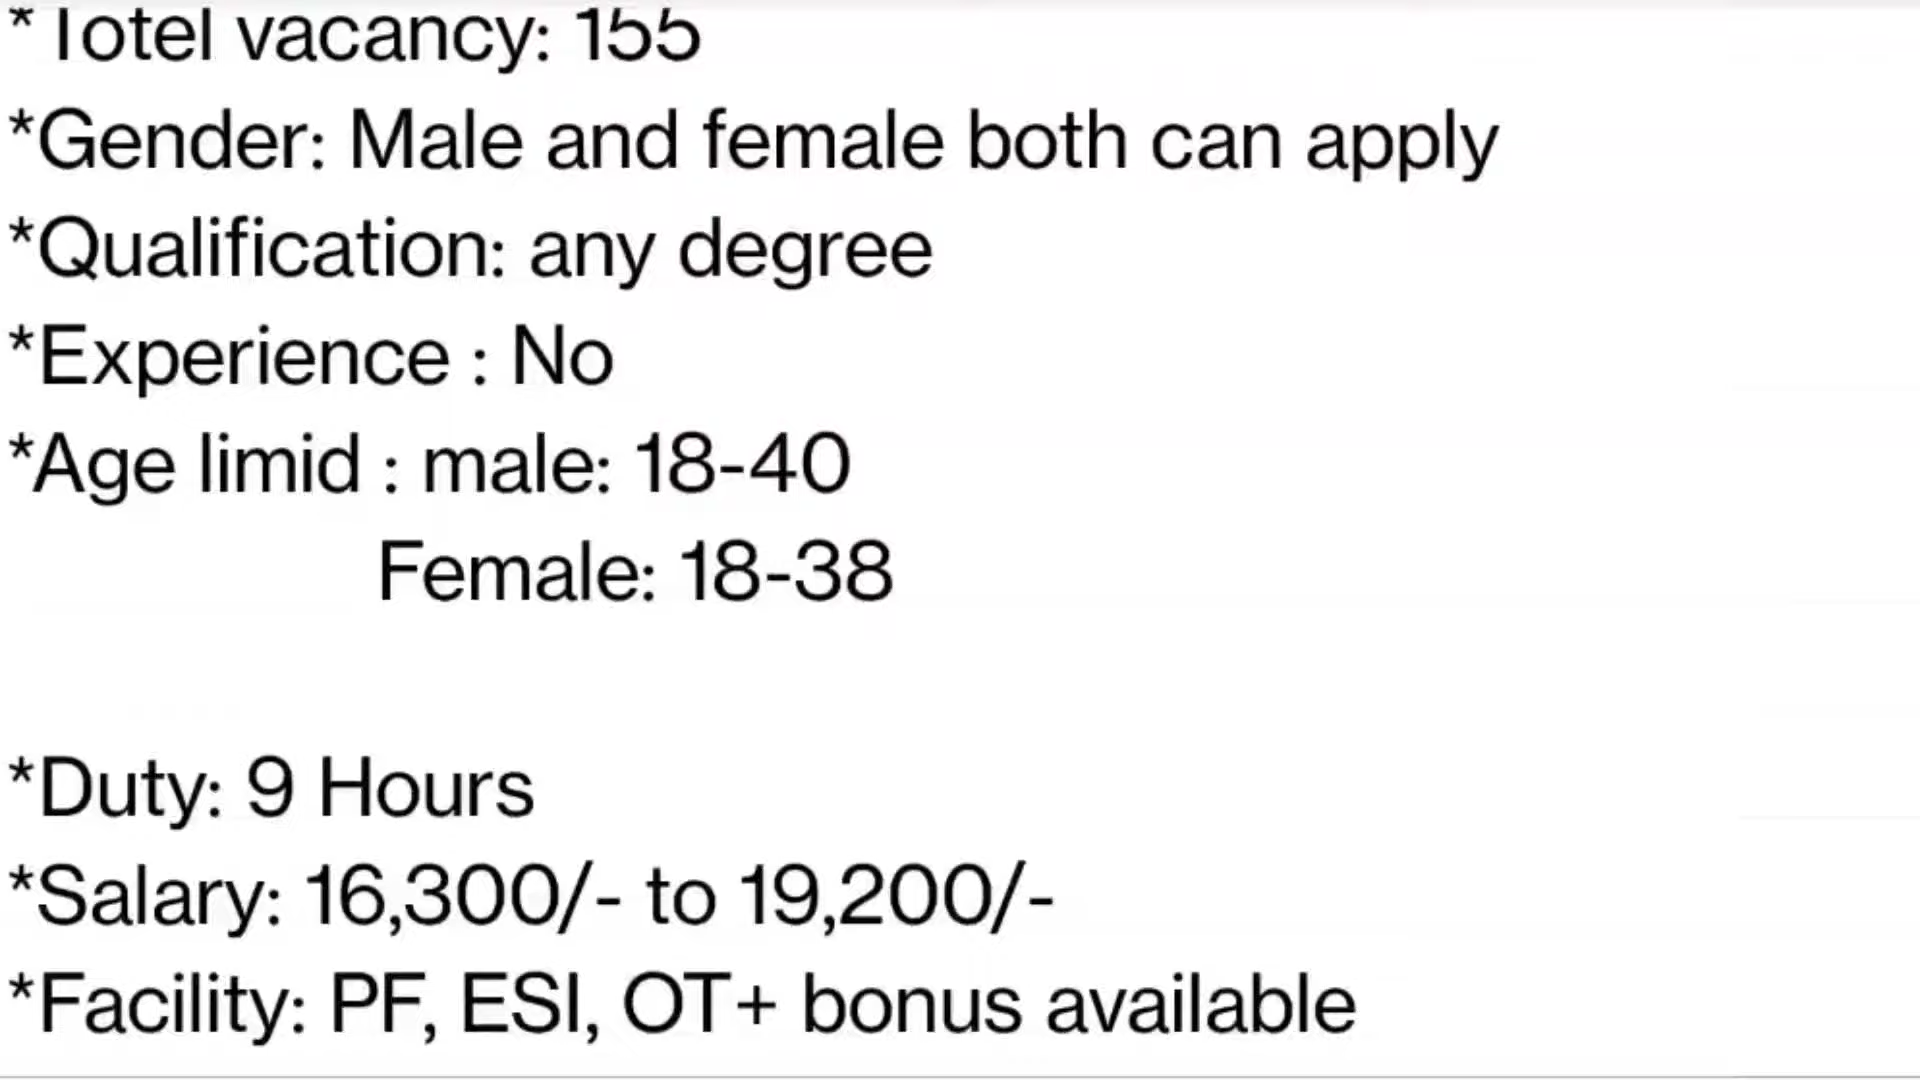 *Totel vacancy: 155
*Gender: Male and female both can apply
*Qualification: any degree
*Experience : No
*Age limid : male: 18-40
Female: 18-38
*Duty: 9 Hours
*Salary: 16,300/- to 19,200/-
*Facility: PF, ESI, OT+ bonus available